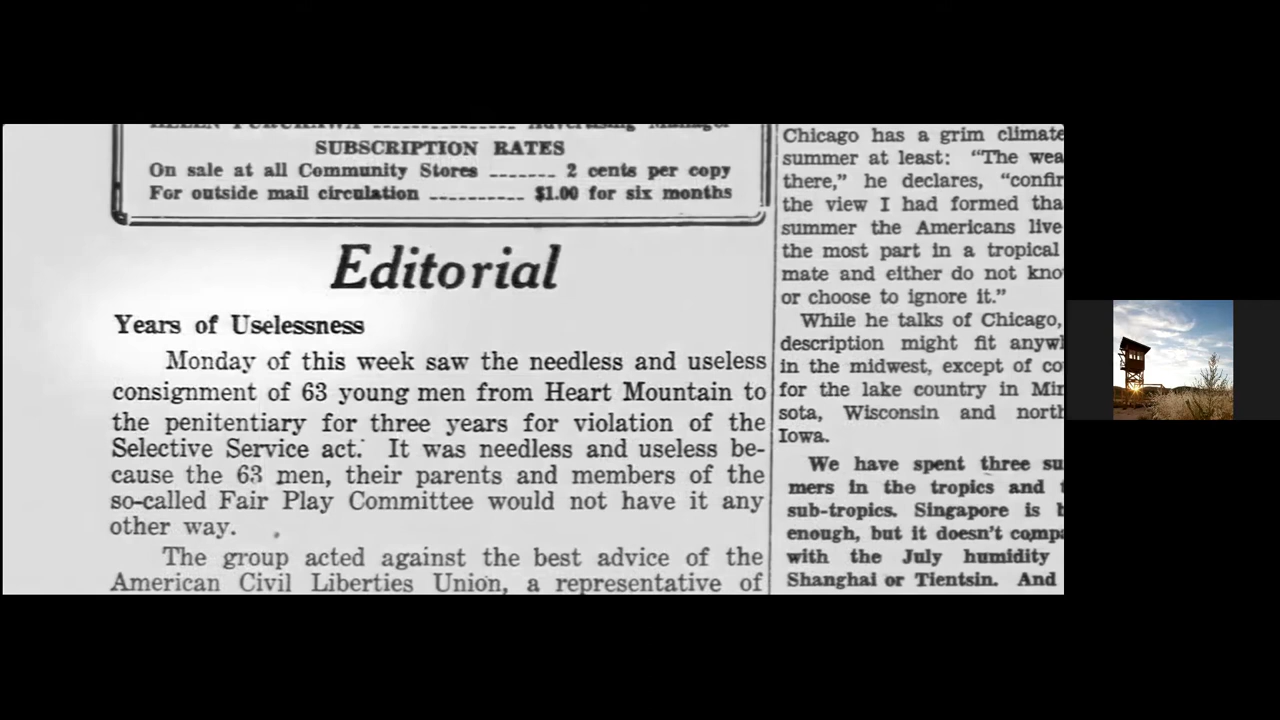 SUBSCRIPTION RATES
On sale at all Community Stores ------- 2 cents per copy
For outside mail circulation ---------- $1.00 for six months
Editorial
Years of Uselessness
Monday of this week saw the needless and useless
consignment of 63 young men from Heart Mountain to
the penitentiary for three years for violation of the
Selective Service act. It was needless and useless be-
cause the 63 men, their parents and members of the
so-called Fair Play Committee would not have it any
other way.
The group acted against the best advice of the
American Civil Liberties Union, a representative of
Chicago has a grim climate
summer at least: "The wea
there," he declares, "confir
the view I had formed tha
summer the Americans live
the most part in a tropical
mate and either do not kno
or choose to ignore it."
While he talks of Chicago,
description might fit anywh
in the midwest, except of co
for the lake country in Min
sota, Wisconsin and north
Iowa.
We have spent three su
mers in the tropics and
sub-tropics. Singapore is
enough, but it doesn't compa
with the July humidity
Shanghai or Tientsin. And